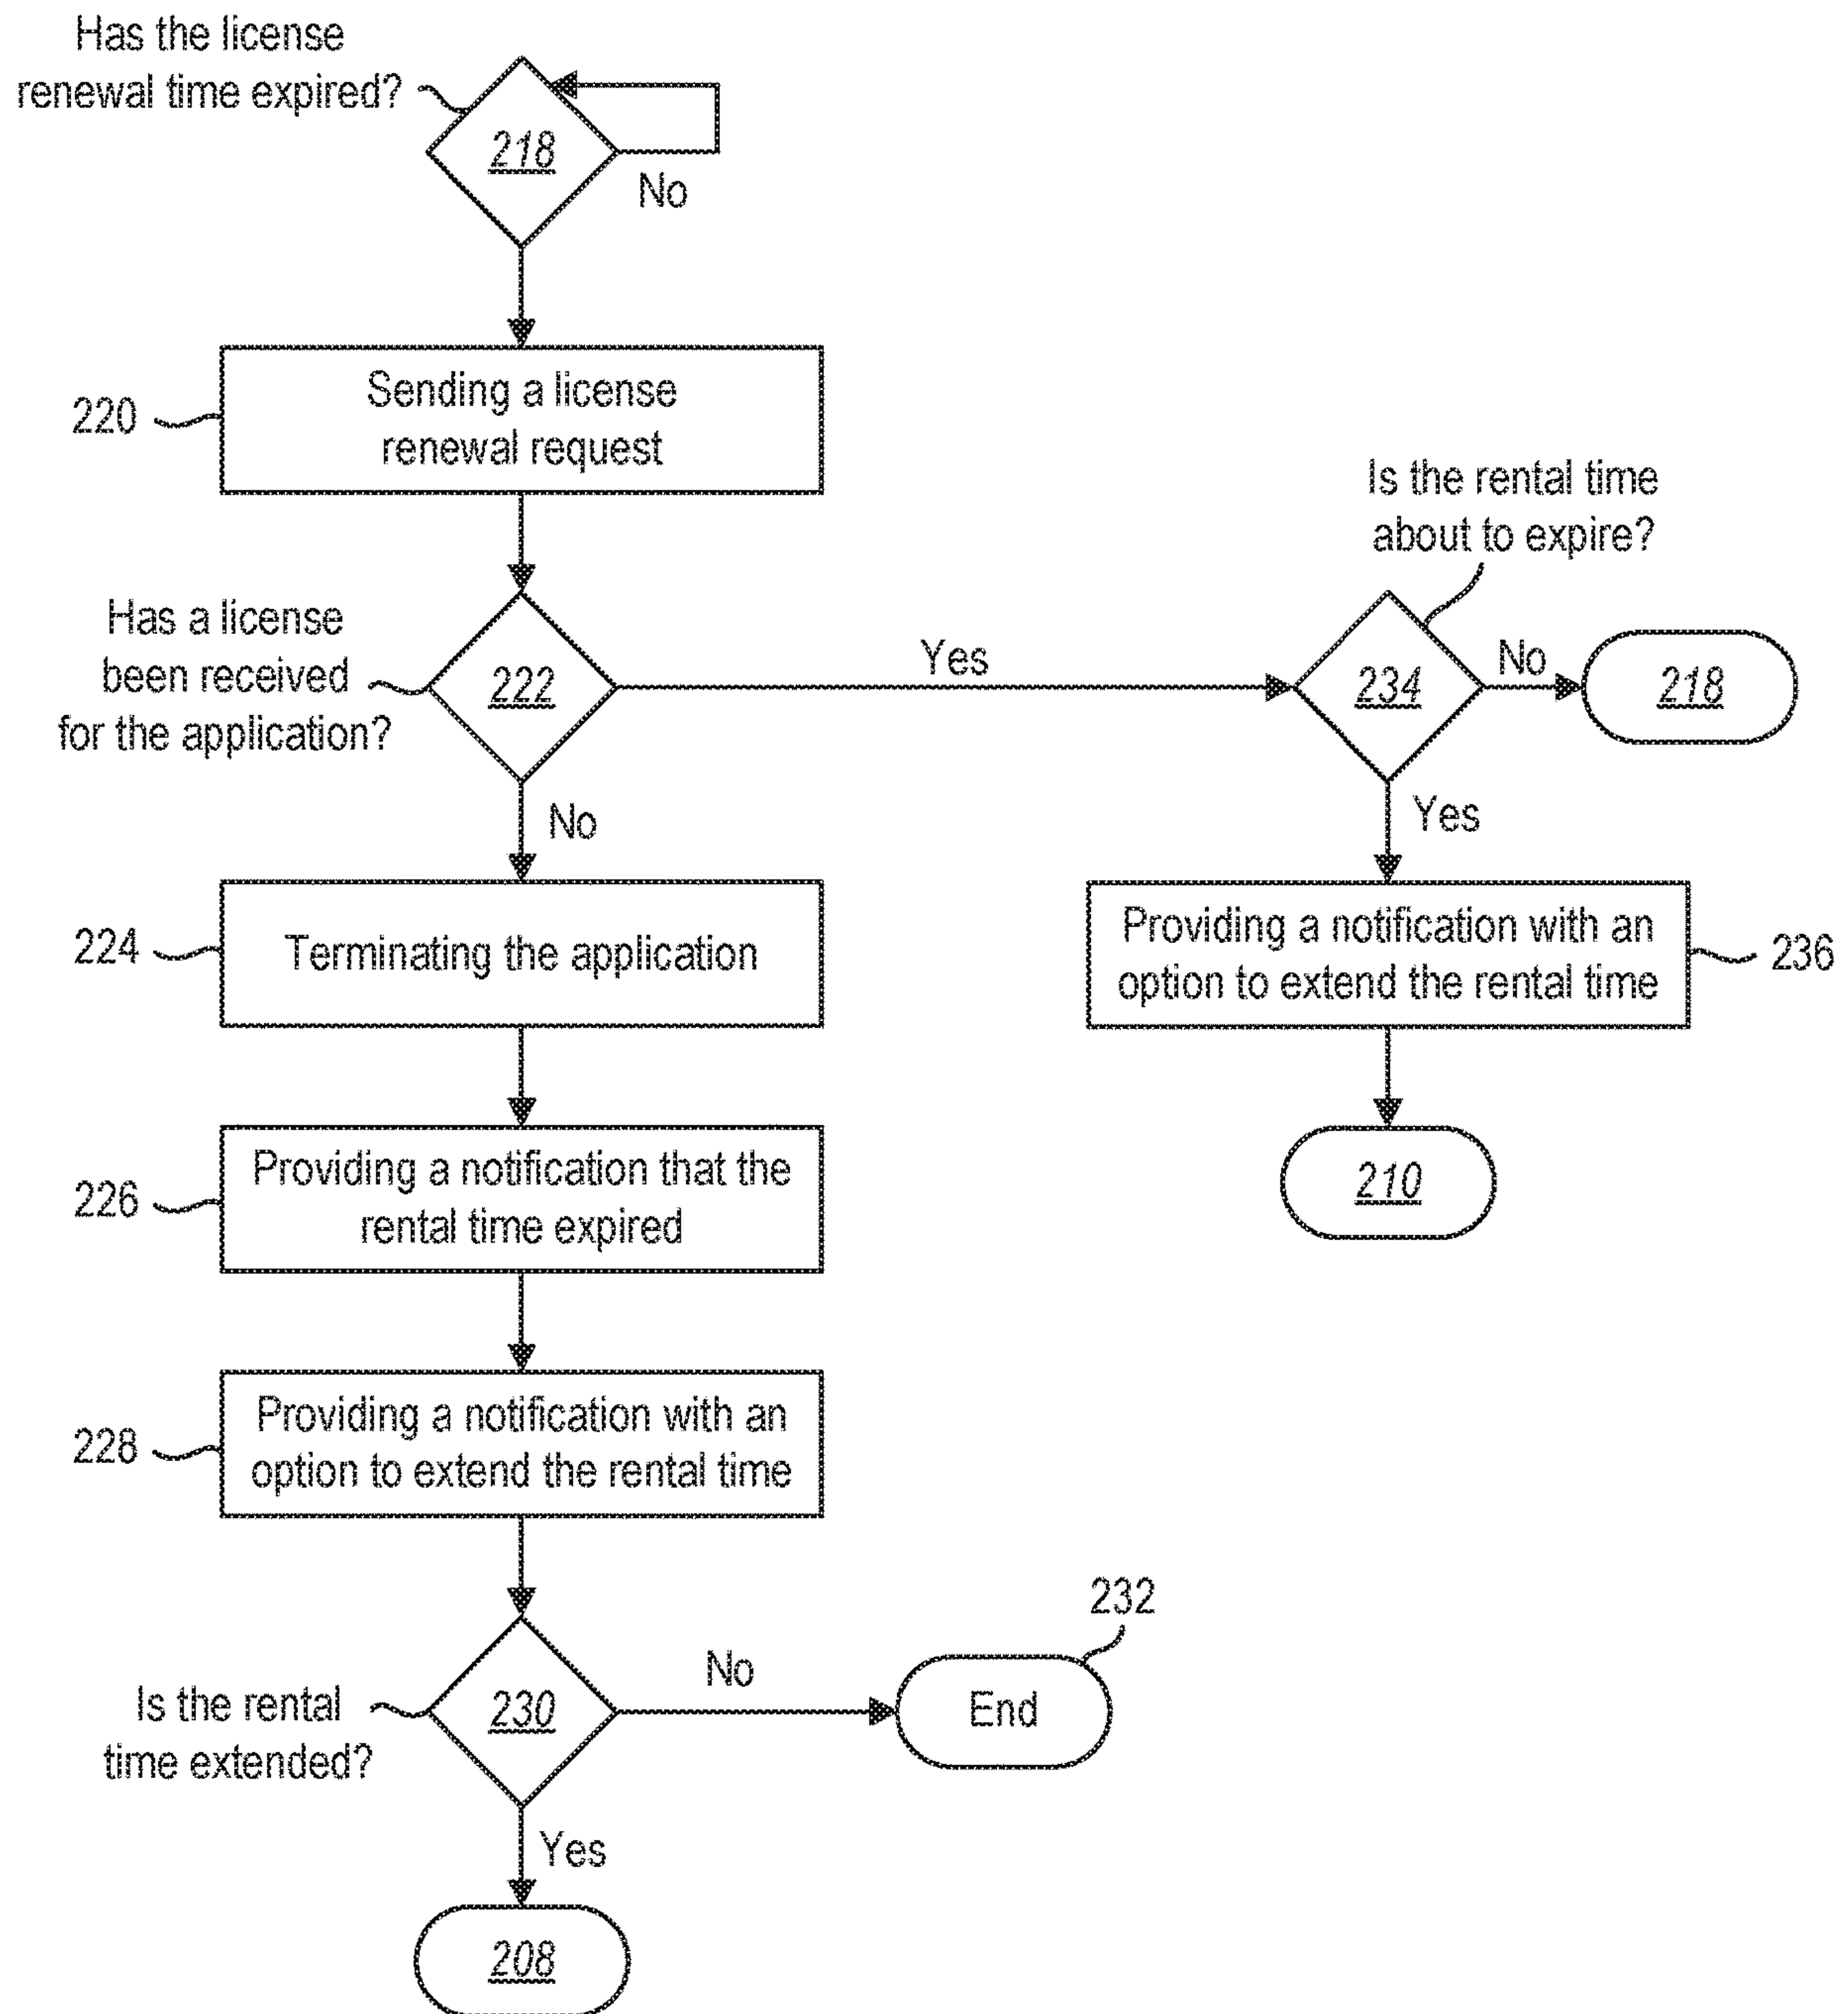 Has the license
renewal time expired?
218
No
220
Sending a license
renewal request
Is the rental time
about to expire?
Has a license
been received
for the application?
222
Yes
234
No
218
No
Yes
224
Terminating the application
Providing a notification with an
option to extend the rental time
236
226
Providing a notification that the
rental time expired
210
228
Providing a notification with an
option to extend the rental time
232
Is the rental
time extended?
230
No
End
Yes
208